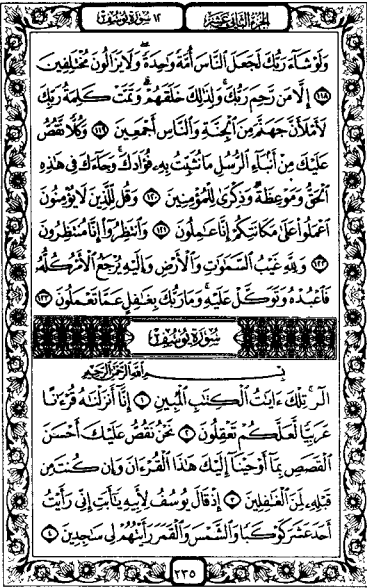 الجزء الثاني عشر
١٢ سورة يوسف
وَلَوْ شَآءَ رَبُّكَ لَجَعَلَ ٱلنَّاسَ أُمَّةً وَٰحِدَةً وَلَا يَزَالُونَ مُخْتَلِفِينَ
١١٨ إِلَّا مَن رَّحِمَ رَبُّكَ وَلِذَٰلِكَ خَلَقَهُمْ وَتَمَّتْ كَلِمَةُ رَبِّكَ
لَأَمْلَأَنَّ جَهَنَّمَ مِنَ ٱلْجِنَّةِ وَٱلنَّاسِ أَجْمَعِينَ ١١٩ وَكُلًّا نَّقُصُّ
عَلَيْكَ مِنْ أَنۢبَآءِ ٱلرُّسُلِ مَا نُثَبِّتُ بِهِۦ فُؤَادَكَ وَجَآءَكَ فِى هَٰذِهِ
ٱلْحَقُّ وَمَوْعِظَةٌ وَذِكْرَىٰ لِلْمُؤْمِنِينَ ١٢٠ وَقُل لِّلَّذِينَ لَا يُؤْمِنُونَ
ٱعْمَلُوا۟ عَلَىٰ مَكَانَتِكُمْ إِنَّا عَٰمِلُونَ ١٢١ وَٱنتَظِرُوٓا۟ إِنَّا مُنتَظِرُونَ
١٢٢ وَلِلَّهِ غَيْبُ ٱلسَّمَٰوَٰتِ وَٱلْأَرْضِ وَإِلَيْهِ يُرْجَعُ ٱلْأَمْرُ كُلُّهُۥ
فَٱعْبُدْهُ وَتَوَكَّلْ عَلَيْهِ وَمَا رَبُّكَ بِغَٰفِلٍ عَمَّا تَعْمَلُونَ ١٢٣
سورة يوسف
بِسْمِ ٱللَّهِ ٱلرَّحْمَٰنِ ٱلرَّحِيمِ
الٓر تِلْكَ ءَايَٰتُ ٱلْكِتَٰبِ ٱلْمُبِينِ ١ إِنَّآ أَنزَلْنَٰهُ قُرْءَٰنًا
عَرَبِيًّا لَّعَلَّكُمْ تَعْقِلُونَ ٢ نَحْنُ نَقُصُّ عَلَيْكَ أَحْسَنَ
ٱلْقَصَصِ بِمَآ أَوْحَيْنَآ إِلَيْكَ هَٰذَا ٱلْقُرْءَانَ وَإِن كُنتَ مِن
قَبْلِهِۦ لَمِنَ ٱلْغَٰفِلِينَ ٣ إِذْ قَالَ يُوسُفُ لِأَبِيهِ يَٰٓأَبَتِ إِنِّى رَأَيْتُ
أَحَدَ عَشَرَ كَوْكَبًا وَٱلشَّمْسَ وَٱلْقَمَرَ رَأَيْتُهُمْ لِى سَٰجِدِينَ ٤
٢٣٥